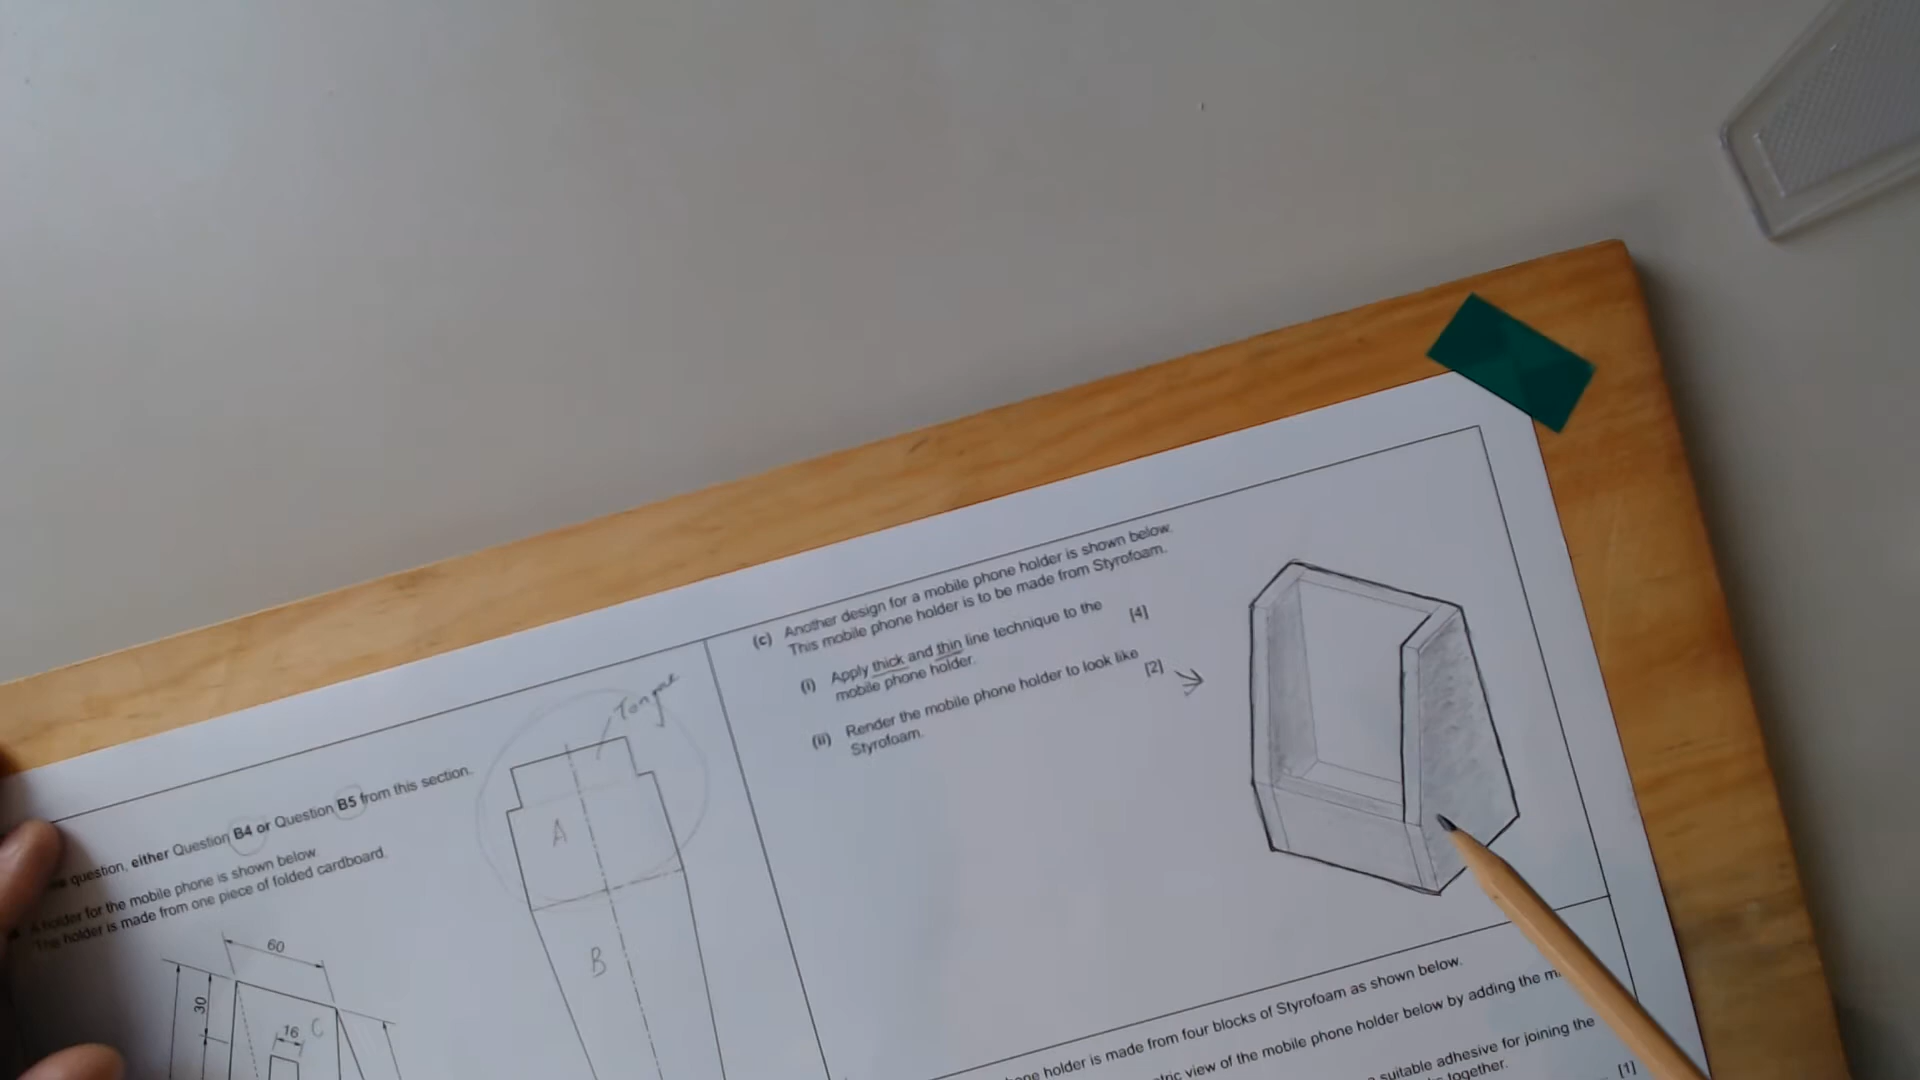 question, either Question B4 or Question B5 from this section.
A holder for the mobile phone is shown below.
The holder is made from one piece of folded cardboard.
60
30
16
C
Tongue
A
B
(c) Another design for a mobile phone holder is shown below.
This mobile phone holder is to be made from Styrofoam.
(i) Apply thick and thin line technique to the
mobile phone holder. [4]
(ii) Render the mobile phone holder to look like
Styrofoam. [2]
holder is made from four blocks of Styrofoam as shown below.
view of the mobile phone holder below by adding the
suitable adhesive for joining the
together.
[1]